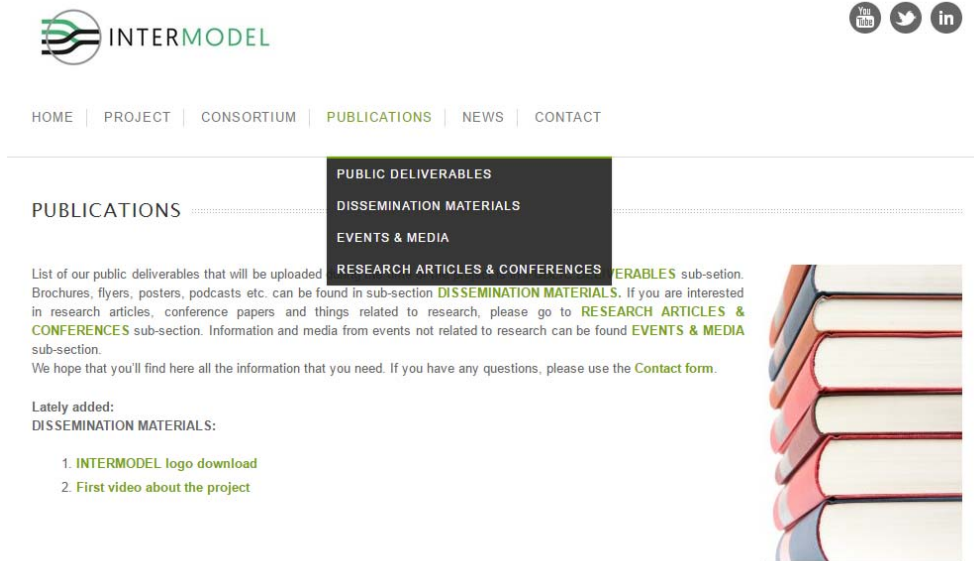 INTERMODEL
You Tube in
HOME PROJECT CONSORTIUM PUBLICATIONS NEWS CONTACT
PUBLIC DELIVERABLES
DISSEMINATION MATERIALS
EVENTS & MEDIA
RESEARCH ARTICLES & CONFERENCES
PUBLICATIONS
List of our public deliverables that will be uploaded VERABLES sub-setion.
Brochures, flyers, posters, podcasts etc. can be found in sub-section DISSEMINATION MATERIALS. If you are interested
in research articles, conference papers and things related to research, please go to RESEARCH ARTICLES &
CONFERENCES sub-section. Information and media from events not related to research can be found EVENTS & MEDIA
sub-section.
We hope that you'll find here all the information that you need. If you have any questions, please use the Contact form.
Lately added:
DISSEMINATION MATERIALS:
1. INTERMODEL logo download
2. First video about the project